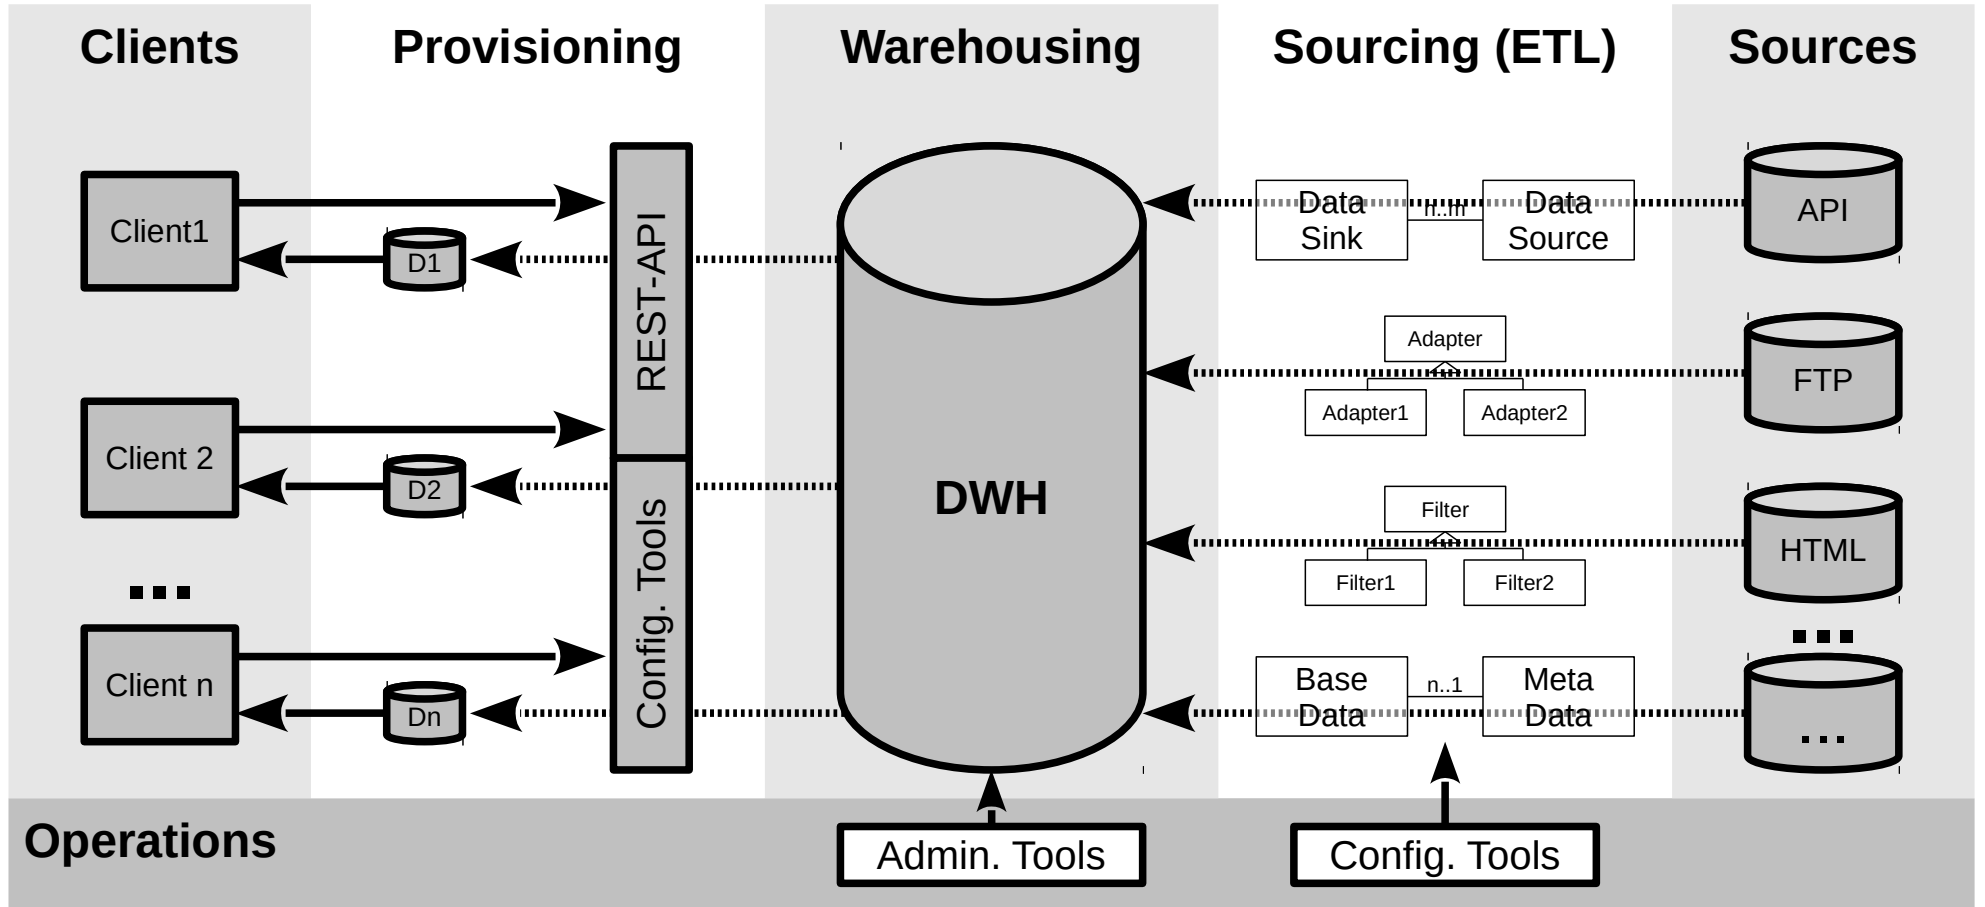 Clients
Provisioning
Warehousing
Sourcing (ETL)
Sources
Client1
D1
Client 2
D2
...
Client n
Dn
REST-API
Config. Tools
DWH
Data
Sink
n..m
Data
Source
API
Adapter
Adapter1
Adapter2
FTP
Filter
Filter1
Filter2
HTML
...
Base
Data
n..1
Meta
Data
...
Operations
Admin. Tools
Config. Tools